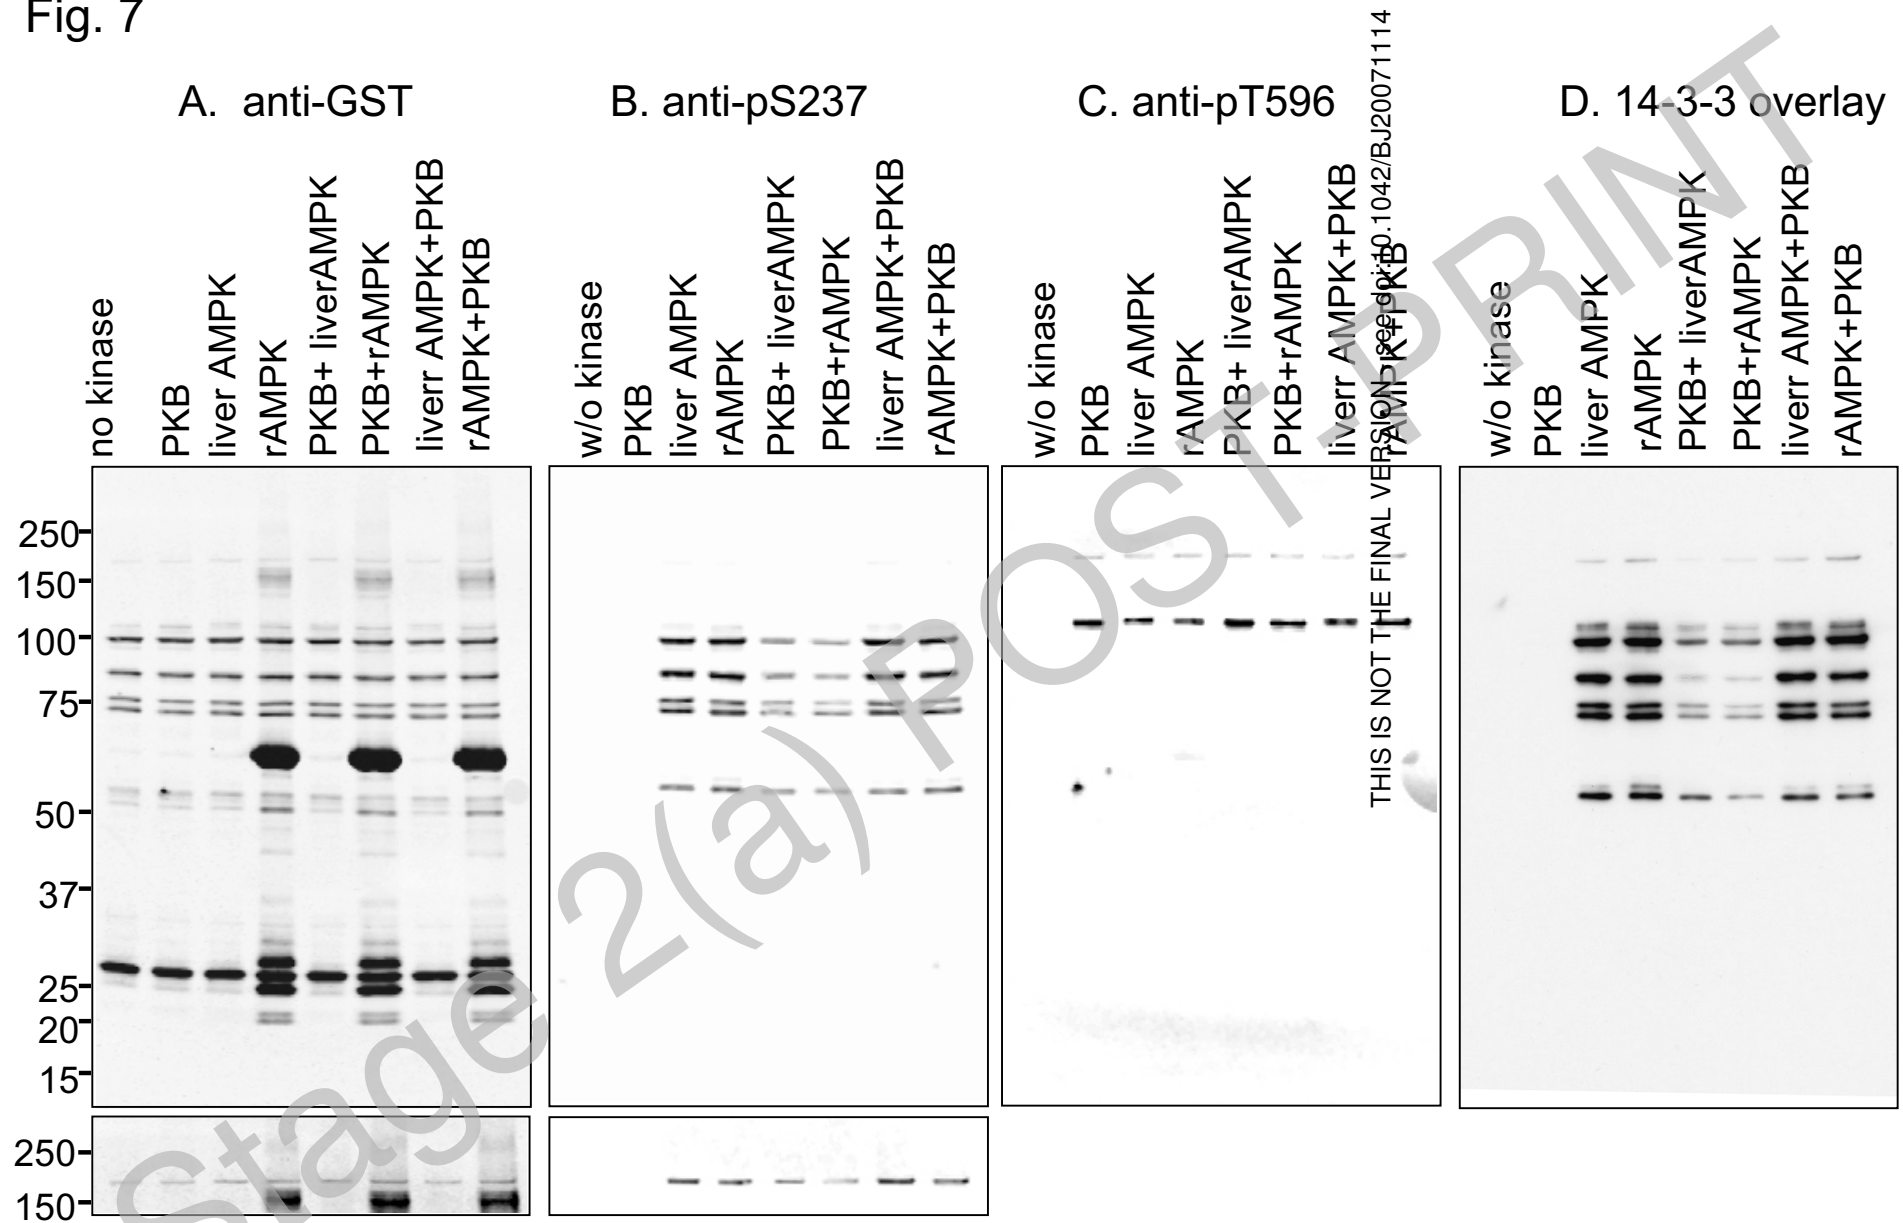 Fig. 7
A. anti-GST
B. anti-pS237
C. anti-pT596
D. 14-3-3 overlay
no kinase
PKB
liver AMPK
rAMPK
PKB+ liverAMPK
PKB+rAMPK
liverr AMPK+PKB
rAMPK+PKB
w/o kinase
PKB
liver AMPK
rAMPK
PKB+ liverAMPK
PKB+rAMPK
liverr AMPK+PKB
rAMPK+PKB
w/o kinase
PKB
liver AMPK
rAMPK
PKB+ liverAMPK
PKB+rAMPK
liverr AMPK+PKB
rAMPK+PKB
w/o kinase
PKB
liver AMPK
rAMPK
PKB+ liverAMPK
PKB+rAMPK
liverr AMPK+PKB
rAMPK+PKB
250
150
100
75
50
37
25
20
15
250
150
THIS IS NOT THE FINAL VERSION - see doi:10.1042/BJ20071114
Stage 2(a) POST-PRINT